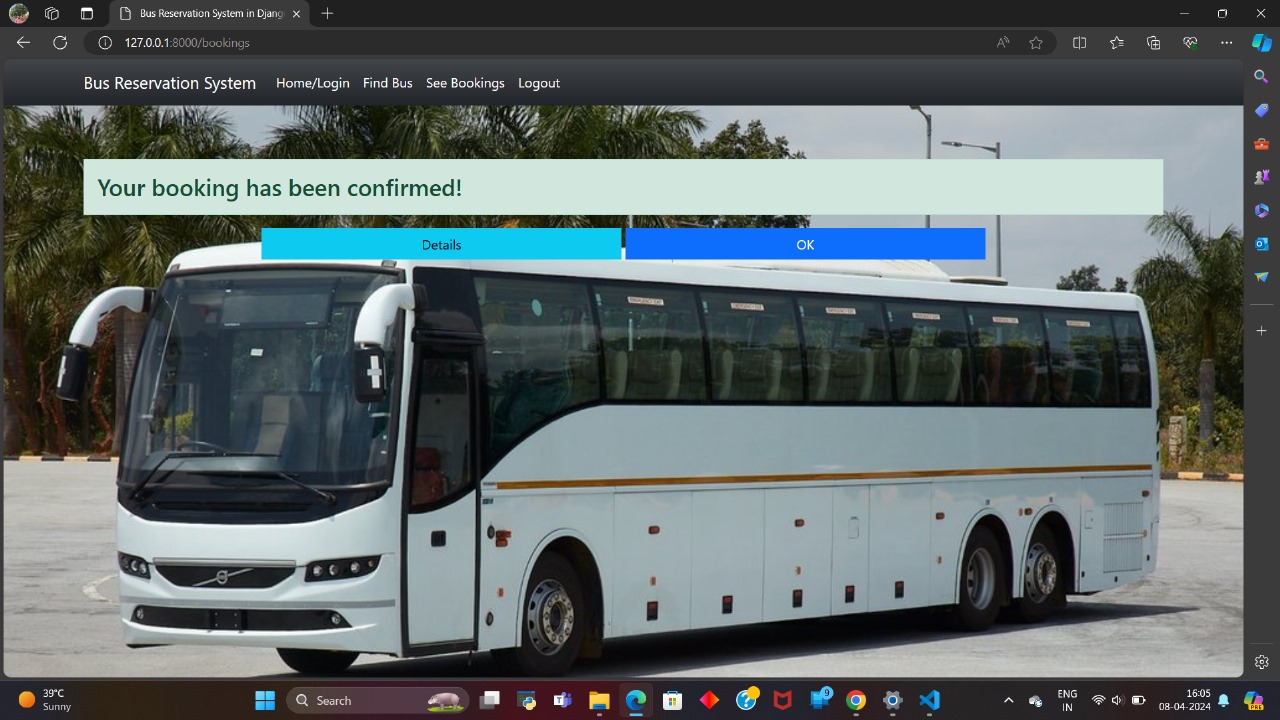 Bus Reservation System in Djang
127.0.0.1:8000/bookings
Bus Reservation System Home/Login Find Bus See Bookings Logout
Your booking has been confirmed!
Details OK
39°C
Sunny
Search
9
ENG
IN
16:05
08-04-2024
PRE